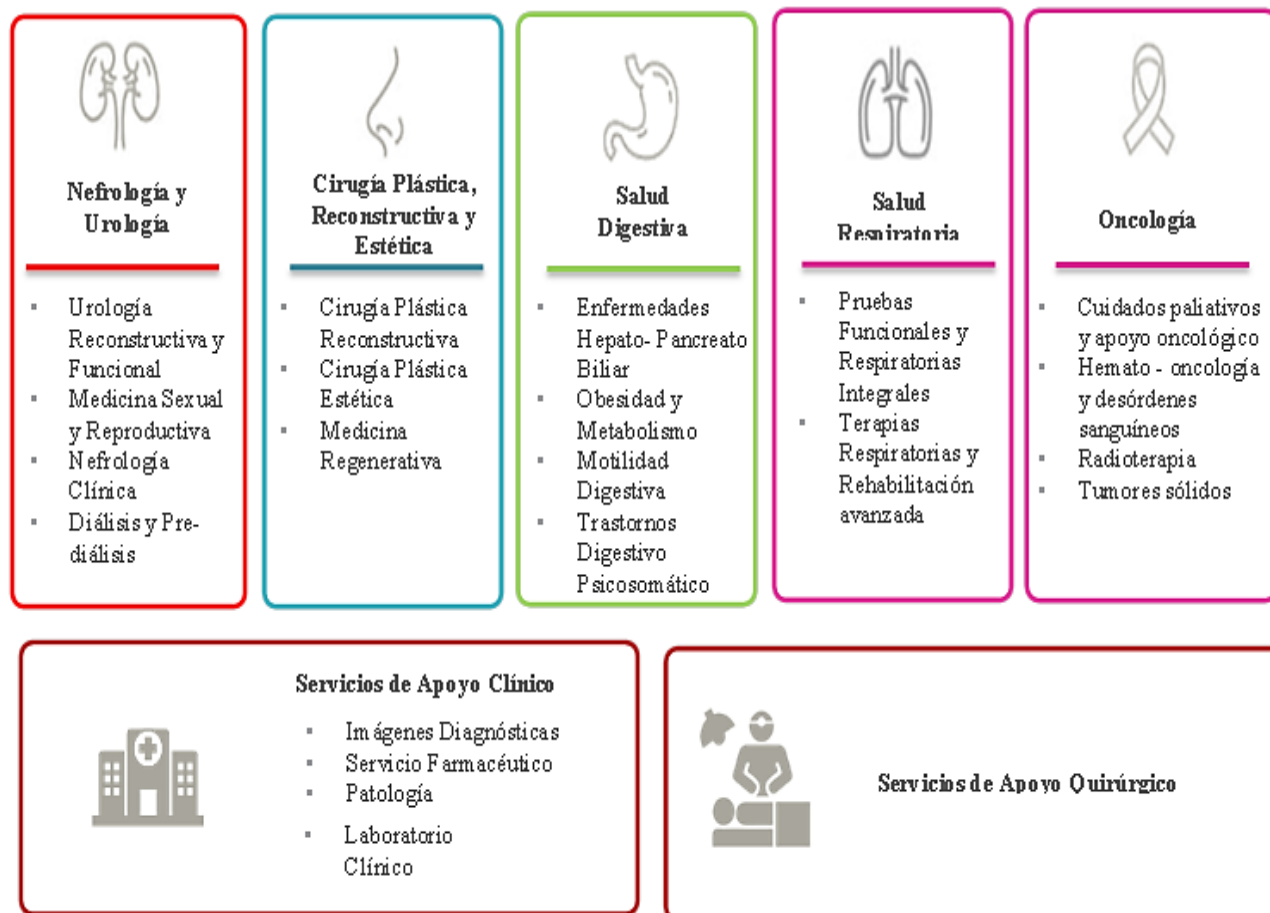 Nefrología y
Urología
▪ Urología
Reconstructiva y
Funcional
▪ Medicina Sexual
y Reproductiva
▪ Nefrología
Clínica
▪ Diálisis y Pre-
diálisis
Cirugía Plástica,
Reconstructiva y
Estética
▪ Cirugía Plástica
Reconstructiva
▪ Cirugía Plástica
Estética
▪ Medicina
Regenerativa
Salud
Digestiva
▪ Enfermedades
Hepato- Pancreato
Biliar
▪ Obesidad y
Metabolismo
▪ Motilidad
Digestiva
▪ Trastornos
Digestivo
Psicosomático
Salud
Respiratoria
▪ Pruebas
Funcionales y
Respiratorias
Integrales
▪ Terapias
Respiratorias y
Rehabilitación
avanzada
Oncología
▪ Cuidados paliativos
y apoyo oncológico
▪ Hemato - oncología
y desórdenes
sanguíneos
▪ Radioterapia
▪ Tumores sólidos
Servicios de Apoyo Clínico
▪ Imágenes Diagnósticas
▪ Servicio Farmacéutico
▪ Patología
▪ Laboratorio
Clínico
Servicios de Apoyo Quirúrgico